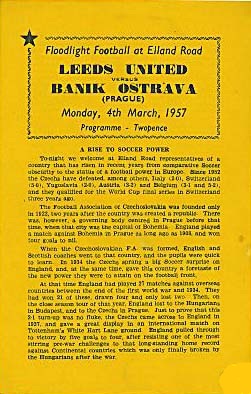 Floodlight Football at Elland Road
LEEDS UNITED
VERSUS
BANIK OSTRAVA
(PRAGUE)
Monday, 4th March, 1957
Programme - Twopence
A RISE TO SOCCER POWER
To-night we welcome at Elland Road representatives of a
country that has risen in recent years from comparative Soccer
obscurity to the status of a football power in Europe. Since 1952
the Czechs have defeated, among others, Italy (3-0), Switzerland
(5-0), Yugoslavia (2-0), Austria, (3-2) and Belgium (3-1 and 5-2),
and they qualified for the World Cup final series in Switzerland
three years ago.
The Football Association of Czechoslovakia was founded only
in 1922, two years after the country was created a republic. There
was, however, a governing body existing in Prague before that
time, when that city was the capital of Bohemia. England played
a match against Bohemia in Prague as long ago as 1908, and won
four goals to nil.
When the Czechoslovakian F.A. was formed, English and
Scottish coaches went to that country, and the pupils were quick
to learn. In 1934 the Czechs, spring a big Soccer surprise on
England, and, at the same time, gave this country a foretaste of
the new power they were to attain on the football front.
At that time England had played 27 matches against overseas
countries between the end of the first world war and 1934. They
had won 21 of these, drawn four and only lost two. Then, on
the close season tour of that year, England lost to the Hungarians
in Budapest, and to the Czechs in Prague. Just to prove that this
2-1 turn-up was no fluke, the Czechs came across to England in
1937, and gave a great display in an international match on
Tottenham's White Hart Lane ground. England pulled through
to victory by five goals to four, after resisting one of the most
stirring pre-war challenges to that long-standing home record
against Continental countries which was only finally broken by
the Hungarians after the war.